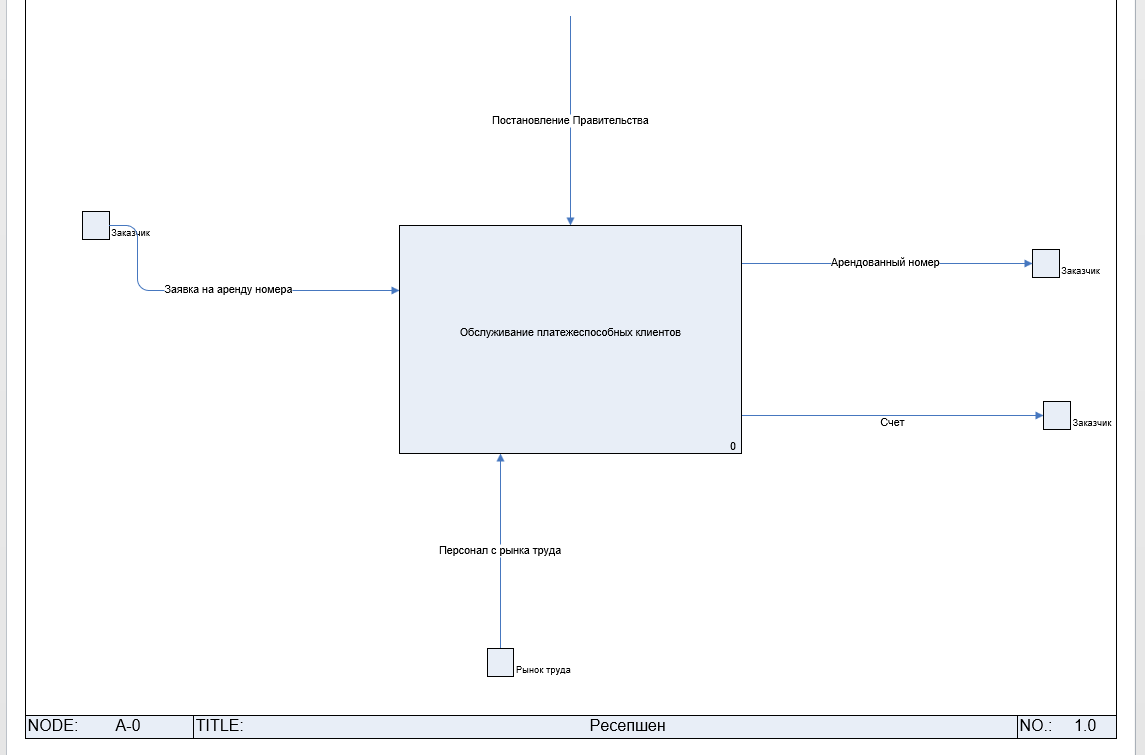 Постановление Правительства
Заказчик
Заявка на аренду номера
Арендованный номер
Заказчик
Обслуживание платежеспособных клиентов
Счет
Заказчик
0
Персонал с рынка труда
Рынок труда
NODE: A-0 TITLE: Ресепшен NO.: 1.0